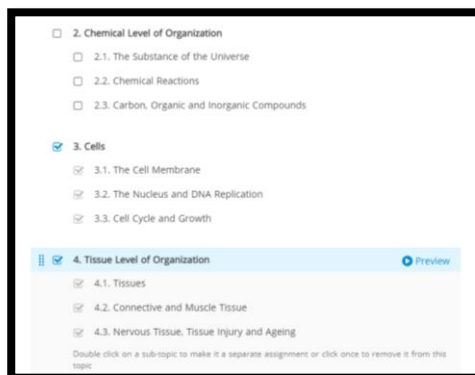 2. Chemical Level of Organization
2.1. The Substance of the Universe
2.2. Chemical Reactions
2.3. Carbon, Organic and Inorganic Compounds
3. Cells
3.1. The Cell Membrane
3.2. The Nucleus and DNA Replication
3.3. Cell Cycle and Growth
4. Tissue Level of Organization Preview
4.1. Tissues
4.2. Connective and Muscle Tissue
4.3. Nervous Tissue, Tissue Injury and Ageing
Double click on a sub-topic to make it a separate assignment or click once to remove it from this
topic